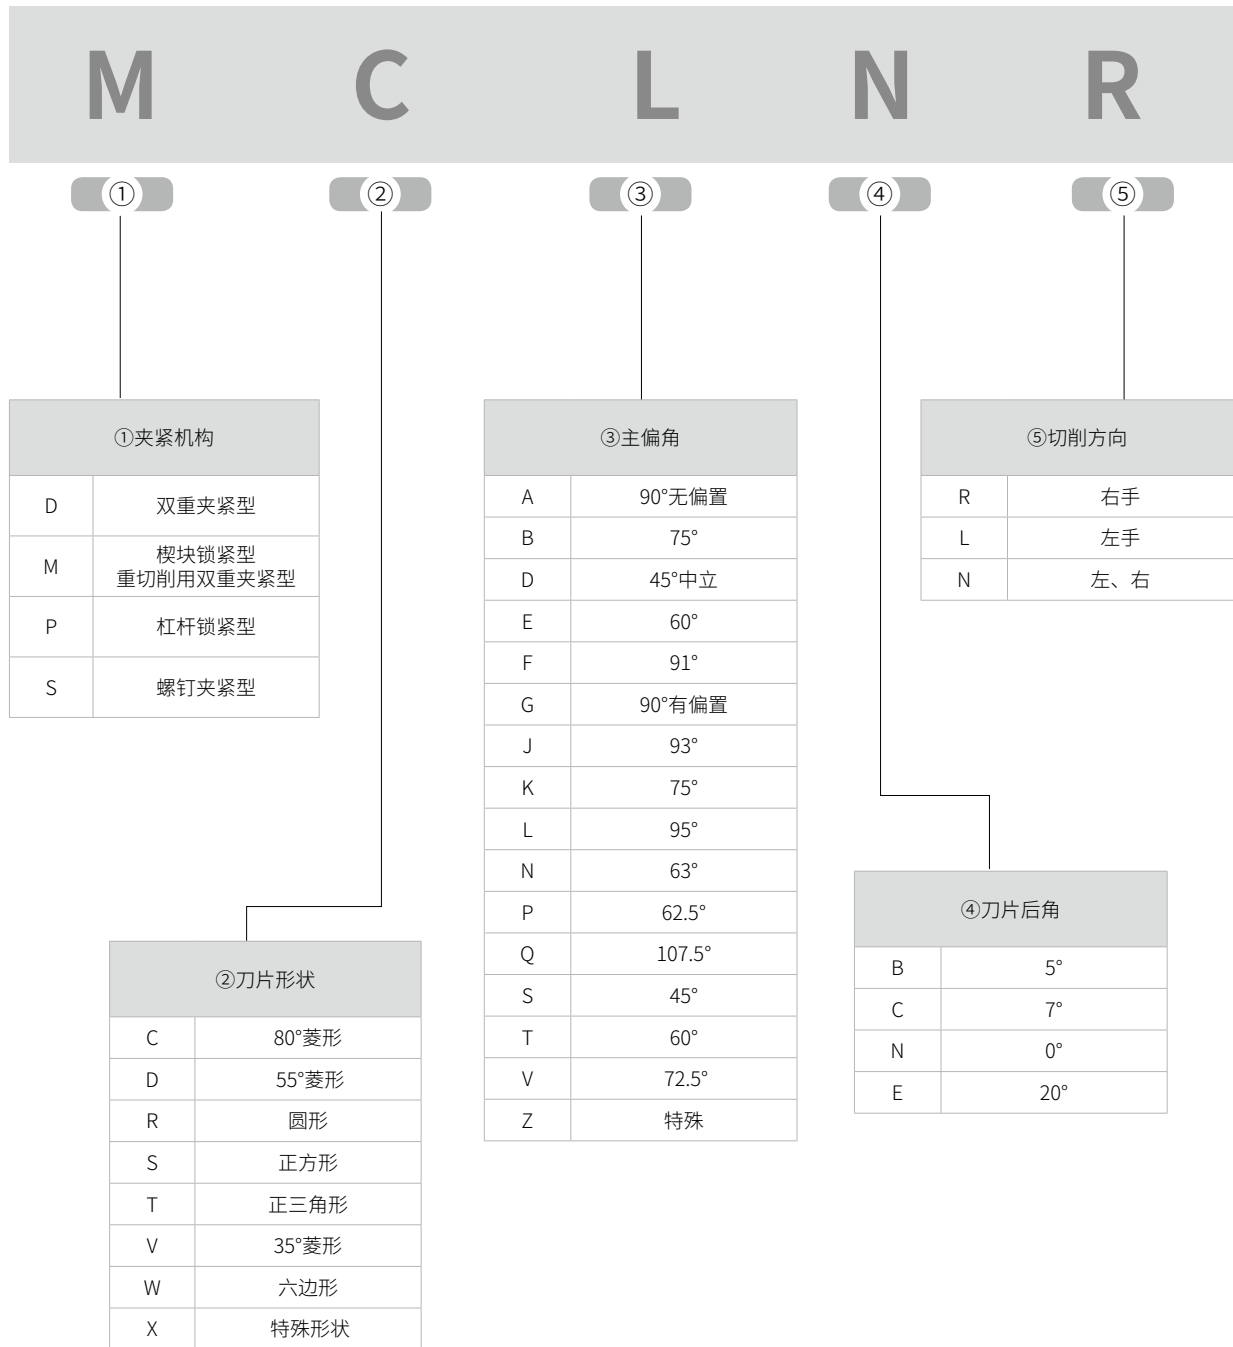 M C L N R
① ② ③ ④ ⑤
①夹紧机构
D 双重夹紧型
M 楔块锁紧型
重切削用双重夹紧型
P 杠杆锁紧型
S 螺钉夹紧型
②刀片形状
C 80°菱形
D 55°菱形
R 圆形
S 正方形
T 正三角形
V 35°菱形
W 六边形
X 特殊形状
③主偏角
A 90°无偏置
B 75°
D 45°中立
E 60°
F 91°
G 90°有偏置
J 93°
K 75°
L 95°
N 63°
P 62.5°
Q 107.5°
S 45°
T 60°
V 72.5°
Z 特殊
④刀片后角
B 5°
C 7°
N 0°
E 20°
⑤切削方向
R 右手
L 左手
N 左、右